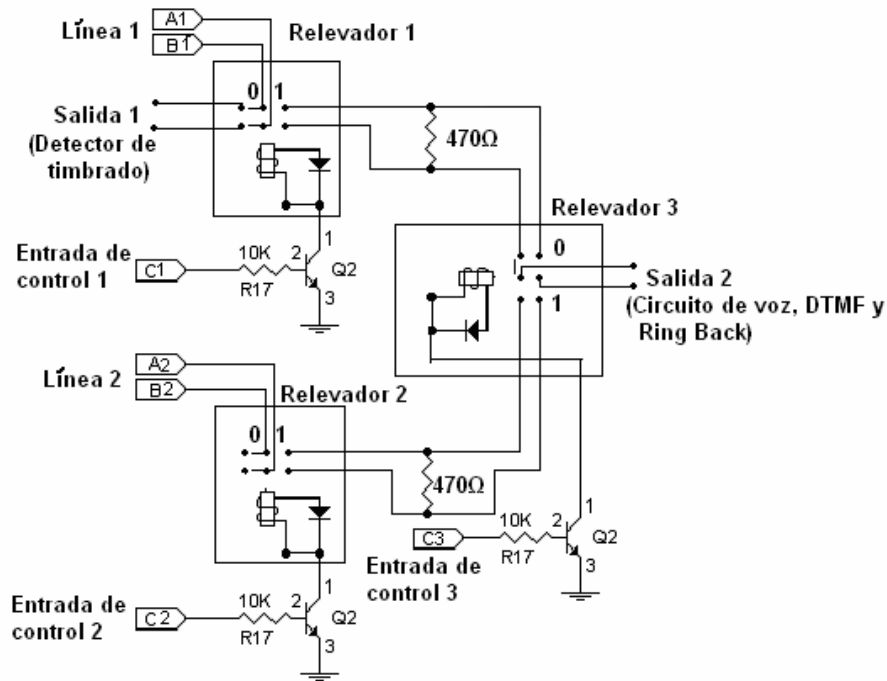 A1
Línea 1
B1
Relevador 1
0 1
Salida 1
(Detector de
timbrado)
470Ω
Relevador 3
0
1
Salida 2
(Circuito de voz, DTMF y
Ring Back)
Entrada de
control 1
C1
10K
R17
2
1
Q2
3
A2
Línea 2
B2
Relevador 2
0 1
470Ω
C3
Entrada de
control 3
10K
R17
2
1
Q2
3
Entrada de
control 2
C2
10K
R17
2
1
Q2
3